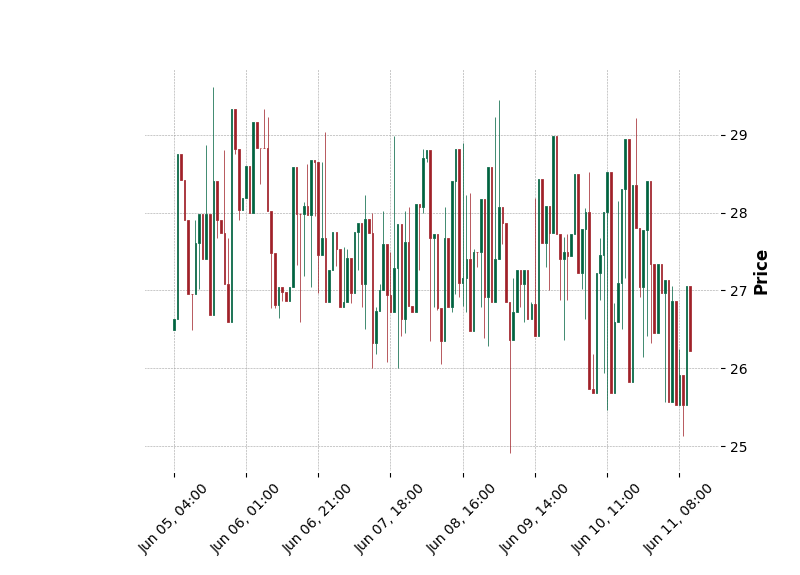 29
28
27
26
25
Price
Jun 05, 04:00
Jun 06, 01:00
Jun 06, 21:00
Jun 07, 18:00
Jun 08, 16:00
Jun 09, 14:00
Jun 10, 11:00
Jun 11, 08:00